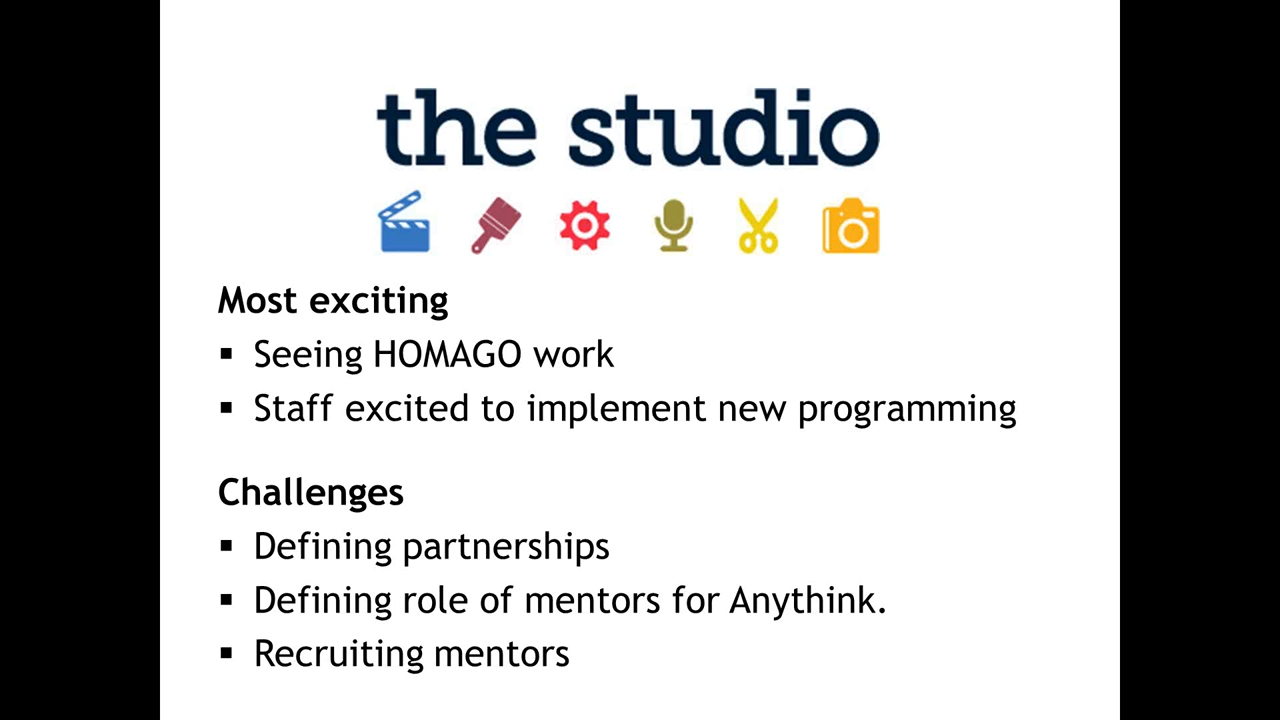 the studio
Most exciting
▪ Seeing HOMAGO work
▪ Staff excited to implement new programming
Challenges
▪ Defining partnerships
▪ Defining role of mentors for Anythink.
▪ Recruiting mentors